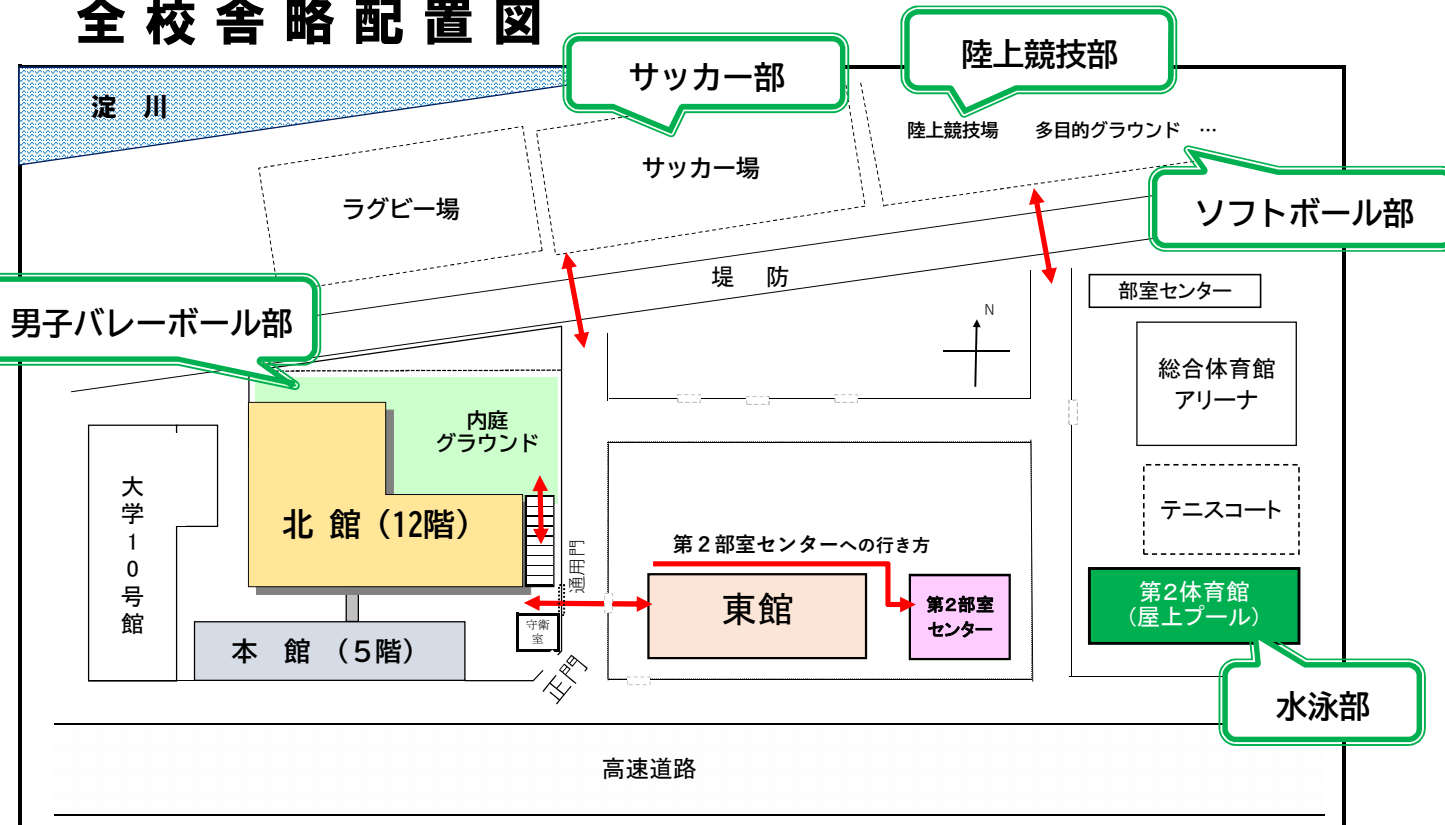 全校舎略配置図
サッカー部
陸上競技部
淀　川
陸上競技場　多目的グラウンド　…
サッカー場
ラグビー場
ソフトボール部
堤　防
部室センター
男子バレーボール部
N
総合体育館
アリーナ
内庭
グラウンド
大学10号館
北 館（12階）
テニスコート
通用門
第２部室センターへの行き方
東館
第2部室
センター
第2体育館
（屋上プール）
守衛
室
本　館　（５階）
正門
水泳部
高速道路